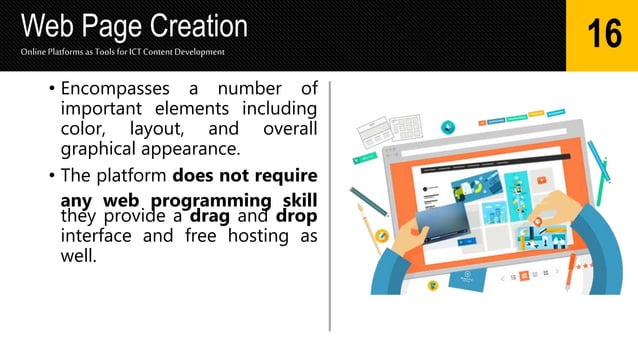 Web Page Creation
Online Platforms as Tools for ICT Content Development
16
• Encompasses a number of
important elements including
color, layout, and overall
graphical appearance.
• The platform does not require
any web programming skill
they provide a drag and drop
interface and free hosting as
well.